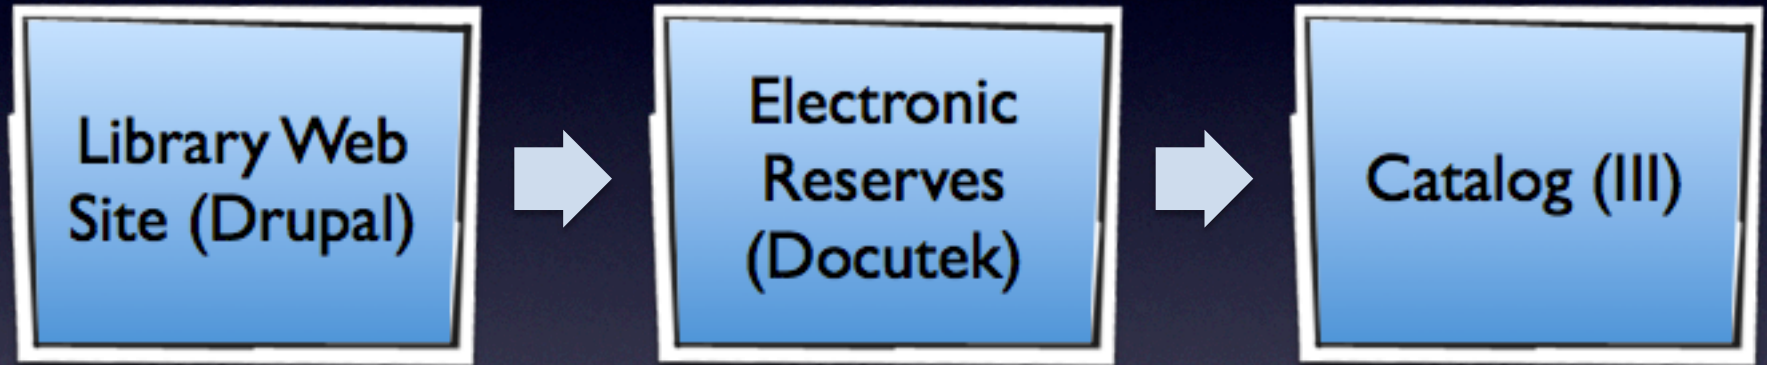 Library Web
Site (Drupal)
Electronic
Reserves
(Docutek)
Catalog (III)